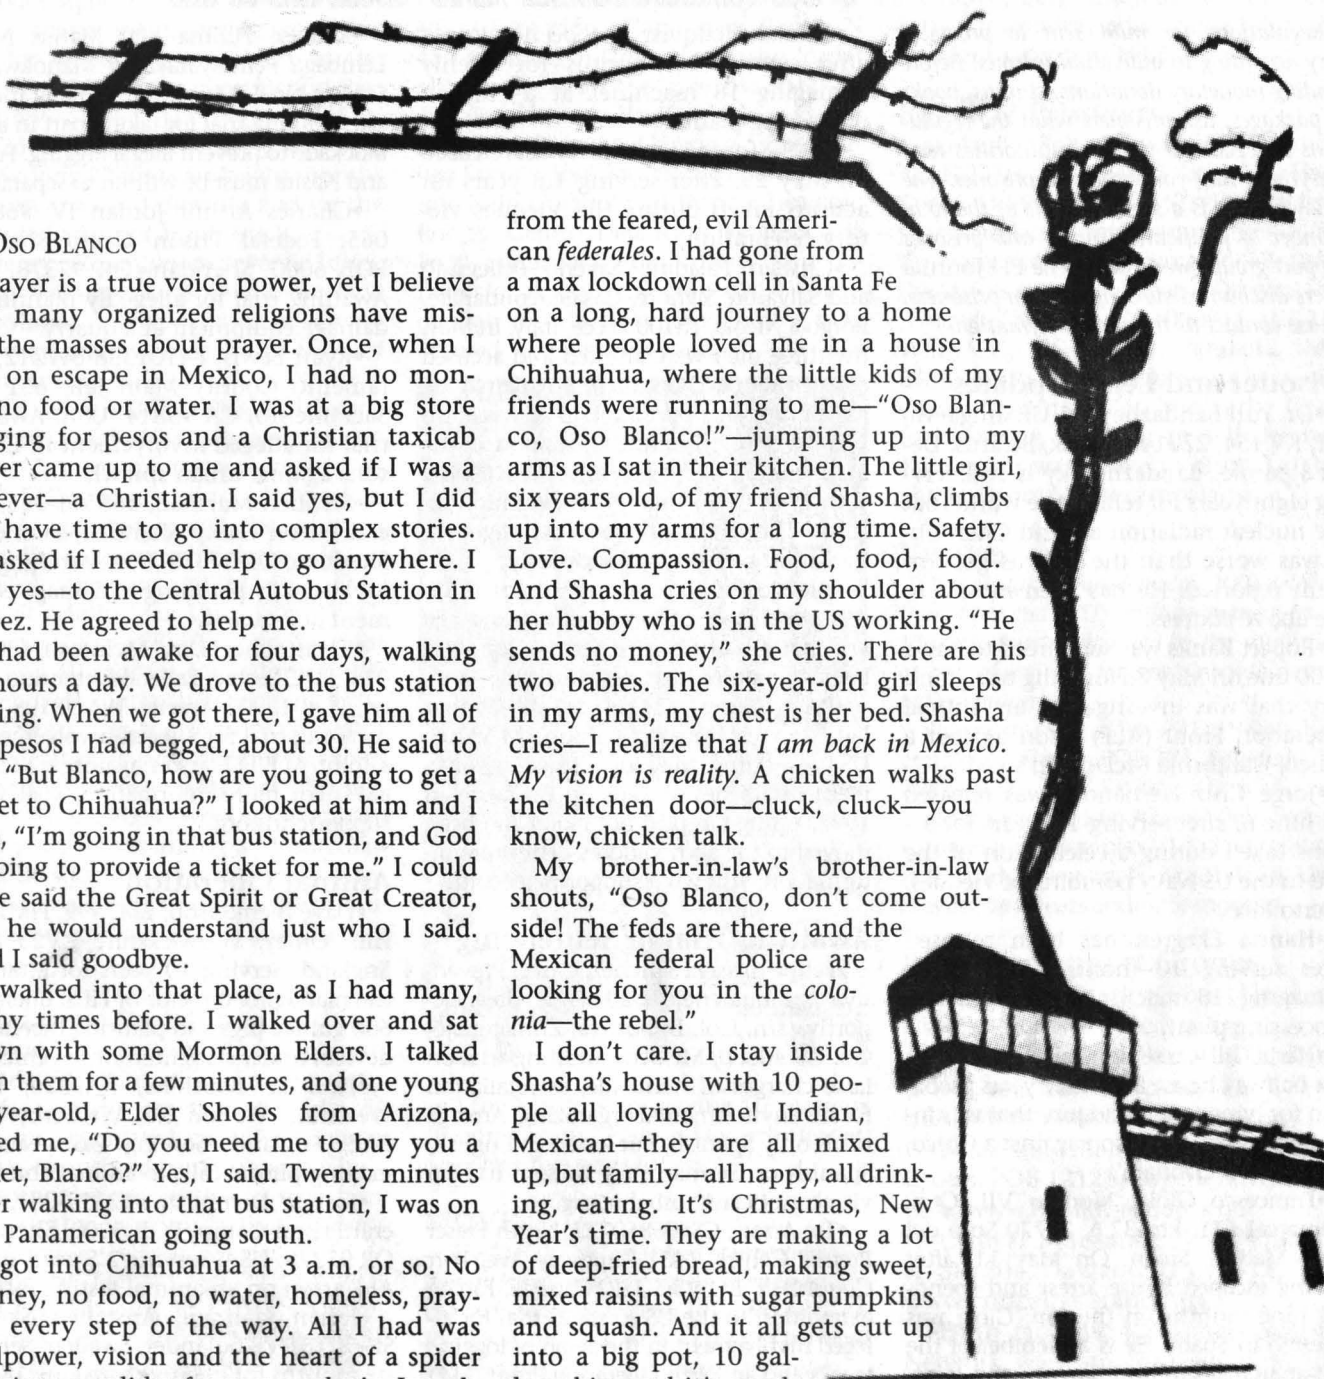 OSO BLANCO
ayer is a true voice power, yet I believe
many organized religions have mis-
the masses about prayer. Once, when I
escape in Mexico, I had no mon-
no food or water. I was at a big store
ging for pesos and a Christian taxicab
er came up to me and asked if I was a
ever—a Christian. I said yes, but I did
have time to go into complex stories.
asked if I needed help to go anywhere. I
yes—to the Central Autobus Station in
ez. He agreed to help me.
had been awake for four days, walking
hours a day. We drove to the bus station
ing. When we got there, I gave him all of
pesos I had begged, about 30. He said to
"But Blanco, how are you going to get a
et to Chihuahua?" I looked at him and I
, "I'm going in that bus station, and God
oing to provide a ticket for me." I could
e said the Great Spirit or Great Creator,
he would understand just who I said.
d I said goodbye.
walked into that place, as I had many,
ny times before. I walked over and sat
wn with some Mormon Elders. I talked
h them for a few minutes, and one young
year-old, Elder Sholes from Arizona,
ed me, "Do you need me to buy you a
et, Blanco?" Yes, I said. Twenty minutes
er walking into that bus station, I was on
Panamerican going south.
got into Chihuahua at 3 a.m. or so. No
ney, no food, no water, homeless, pray-
every step of the way. All I had was
lpower, vision and the heart of a spider
from the feared, evil Ameri-
can federales. I had gone from
a max lockdown cell in Santa Fe
on a long, hard journey to a home
where people loved me in a house in
Chihuahua, where the little kids of my
friends were running to me—"Oso Blan-
co, Oso Blanco!"—jumping up into my
arms as I sat in their kitchen. The little girl,
six years old, of my friend Shasha, climbs
up into my arms for a long time. Safety.
Love. Compassion. Food, food, food!
And Shasha cries on my shoulder about
her hubby who is in the US working. "He
sends no money," she cries. There are his
two babies. The six-year-old girl sleeps
in my arms, my chest is her bed. Shasha
cries—I realize that I am back in Mexico.
My vision is reality. A chicken walks past
the kitchen door—cluck, cluck—you
know, chicken talk.
My brother-in-law's brother-in-law
shouts, "Oso Blanco, don't come out-
side! The feds are there, and the
Mexican federal police are
looking for you in the colo-
nia—the rebel."
I don't care. I stay inside
Shasha's house with 10 peo-
ple all loving me! Indian,
Mexican—they are all mixed
up, but family—all happy, all drink-
ing, eating. It's Christmas, New
Year's time. They are making a lot
of deep-fried bread, making sweet,
mixed raisins with sugar pumpkin
and squash. And it all gets put up
into a big pot, 10 gal-